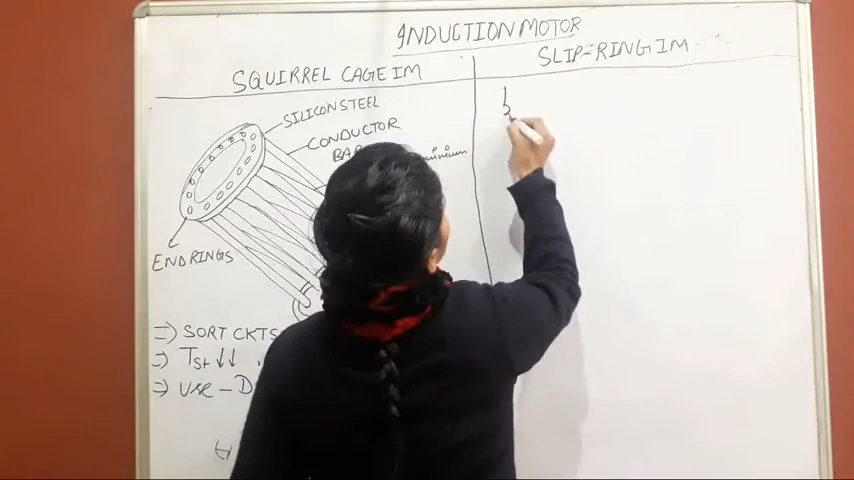 INDUCTION MOTOR
SQUIRREL CAGE IM
SLIP-RING IM
SILICON STEEL
CONDUCTOR
END RINGS
⇒ SORT CKTS
⇒ Tst ↓↓
⇒ USE - D